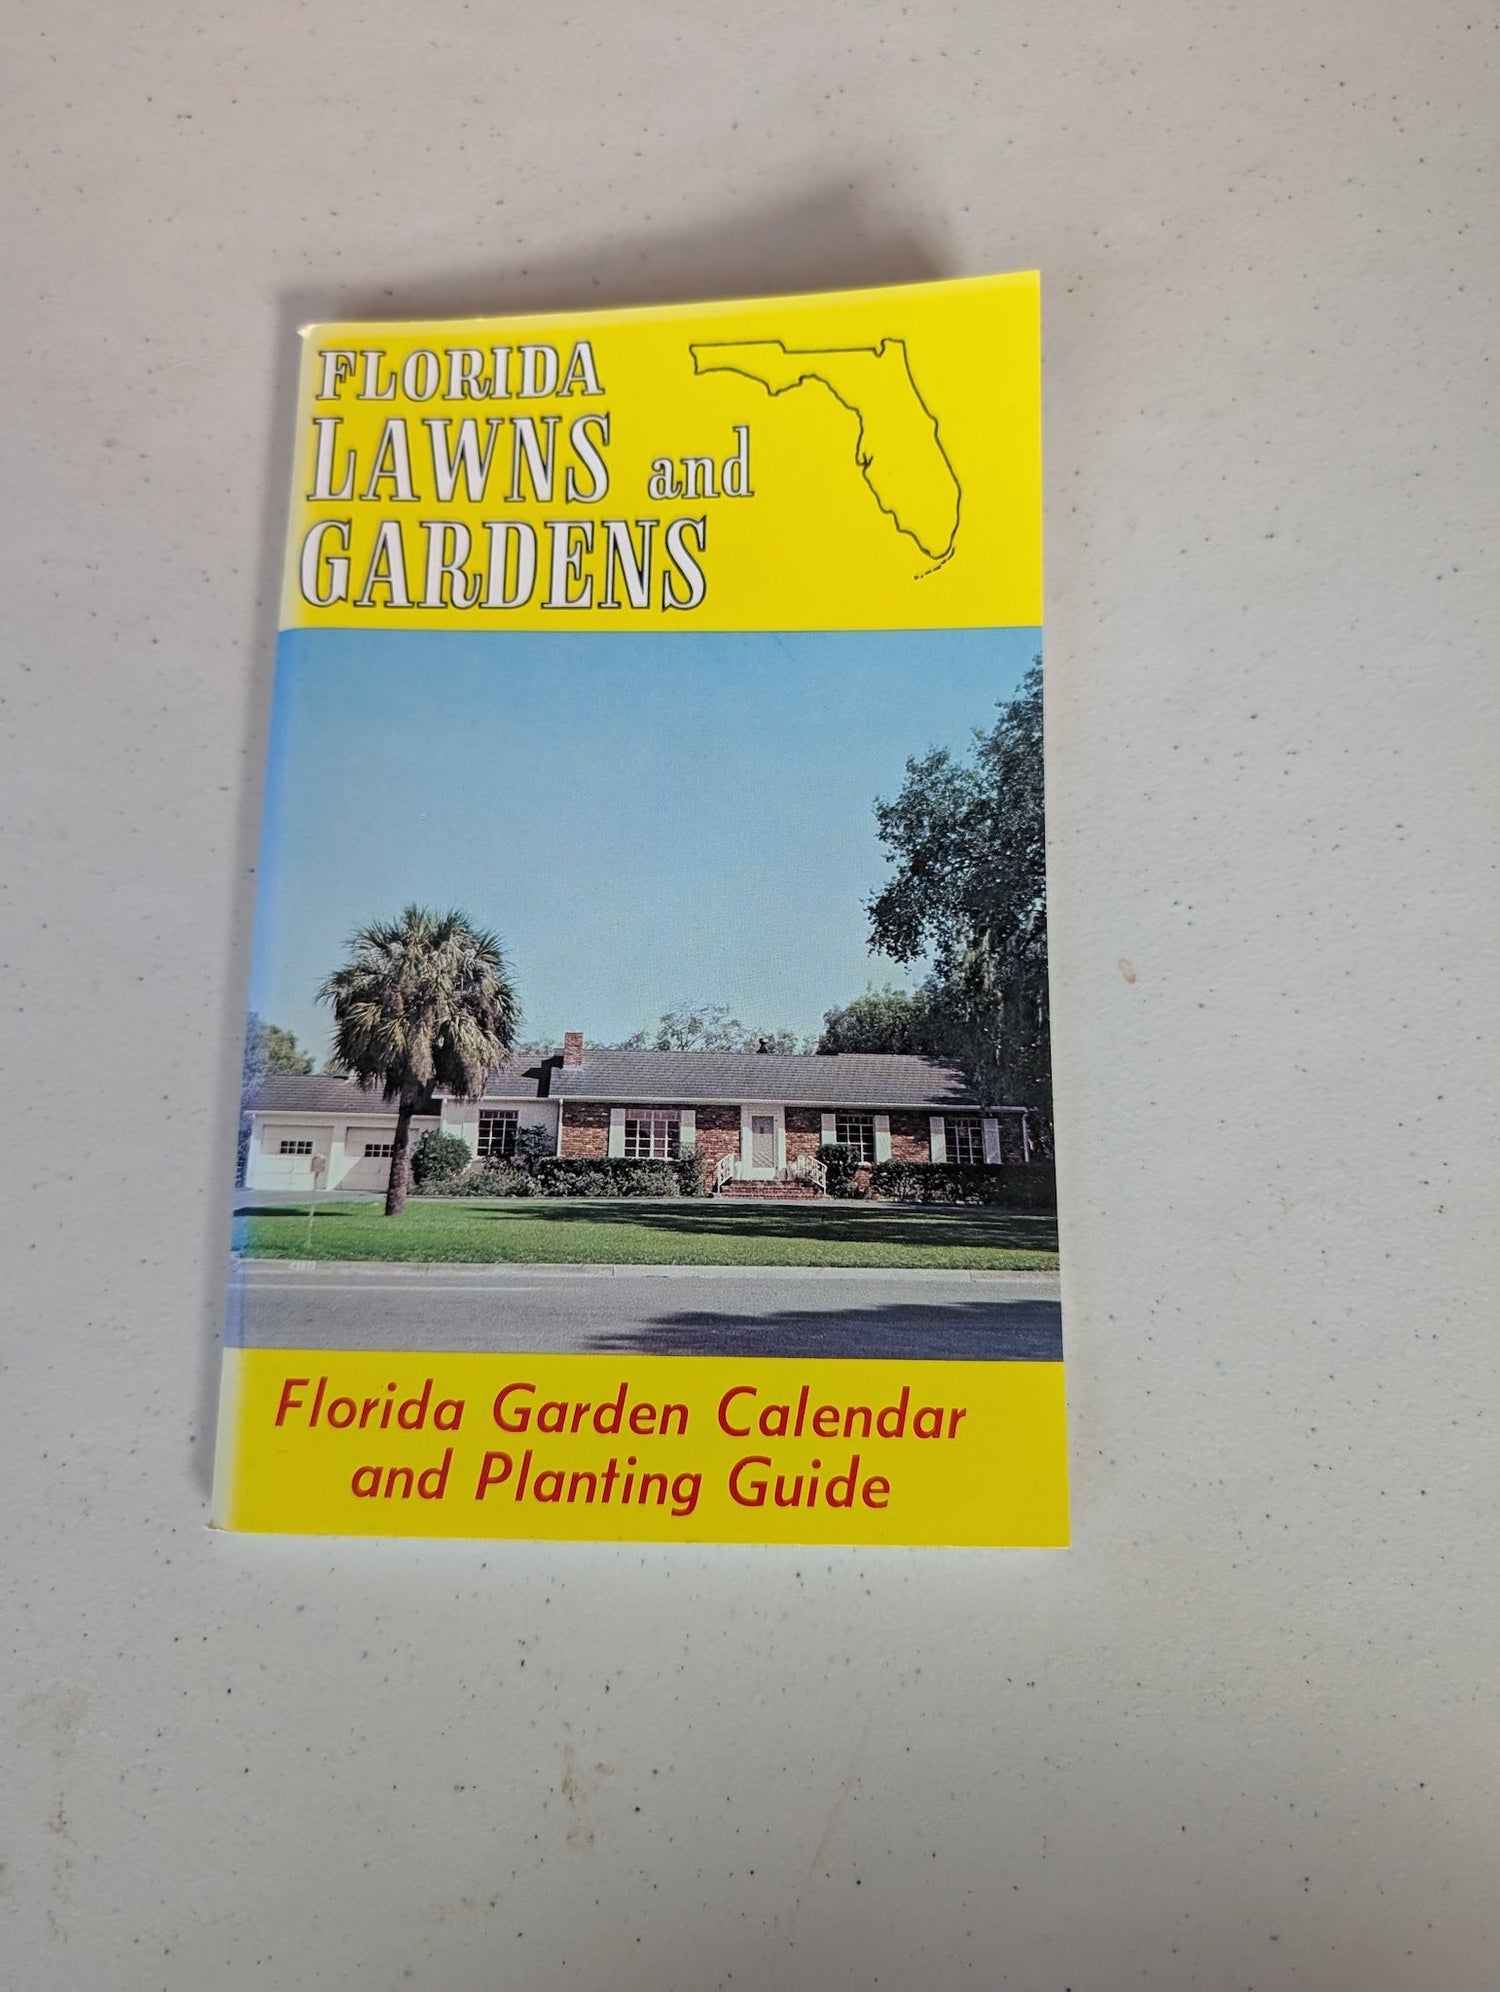 FLORIDA
LAWNS and
GARDENS
Florida Garden Calendar
and Planting Guide